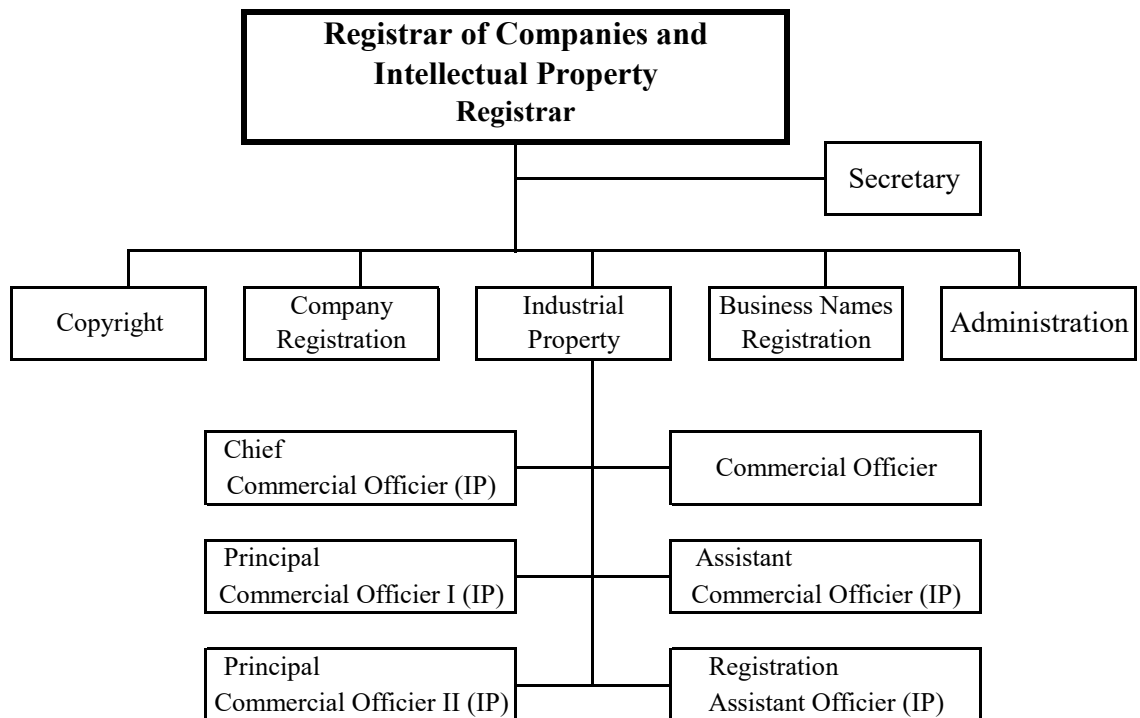 Registrar of Companies and
Intellectual Property
Registrar
Secretary
Copyright
Company
Registration
Industrial
Property
Business Names
Registration
Administration
Chief
Commercial Officier (IP)
Commercial Officier
Principal
Commercial Officier I (IP)
Assistant
Commercial Officier (IP)
Principal
Commercial Officier II (IP)
Registration
Assistant Officier (IP)